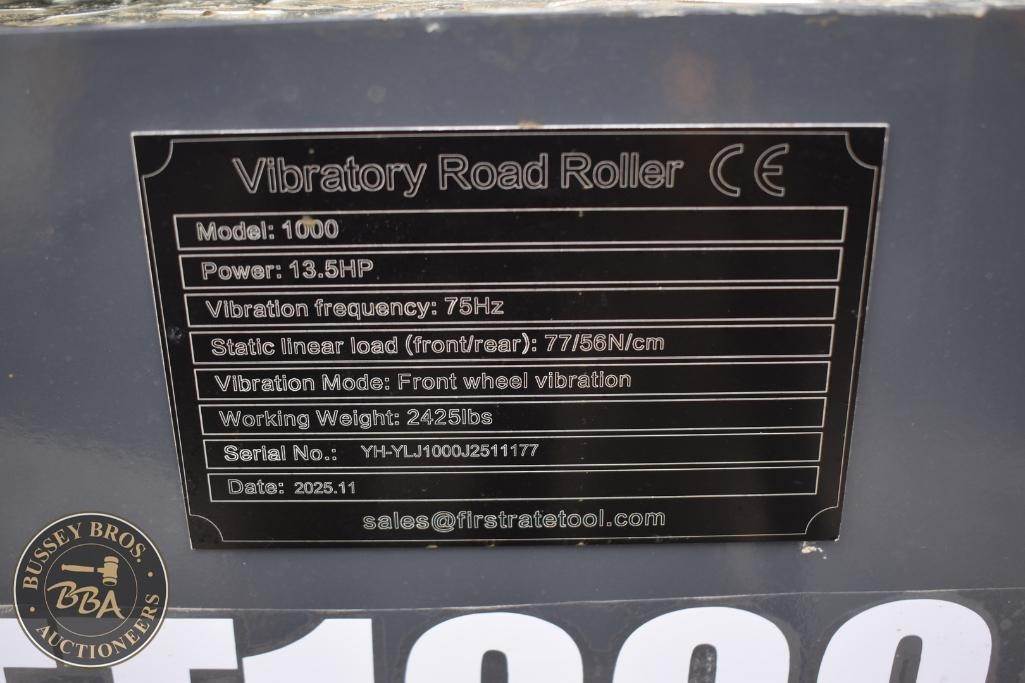 Vibratory Road Roller CE
Model: 1000
Power: 13.5HP
Vibration frequency: 75Hz
Static linear load (front/rear): 77/56N/cm
Vibration Mode: Front wheel vibration
Working Weight: 2425lbs
Serial No.: YH-YLJ1000J2511177
Date: 2025.11
sales@firstratetool.com
BUSSEY BROS.
BBA
AUCTIONEERS
1000